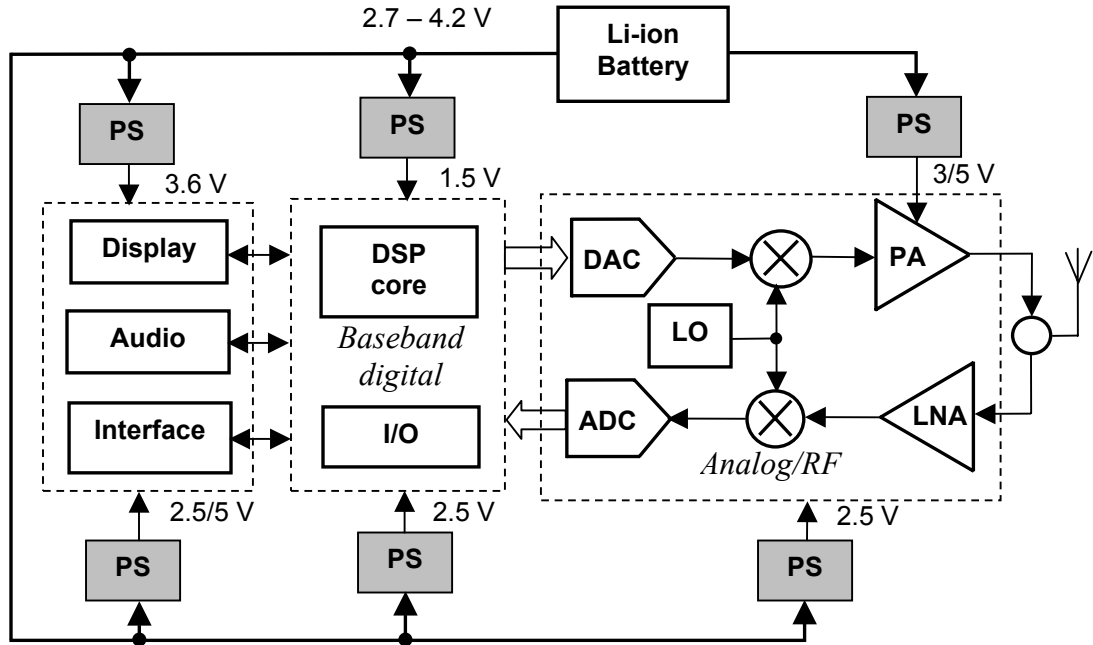 2.7 – 4.2 V
Li-ion
Battery
PS
PS
PS
3.6 V
1.5 V
3/5 V
Display
Audio
Interface
DSP
core
Baseband
digital
I/O
DAC
PA
LO
ADC
LNA
Analog/RF
2.5/5 V
2.5 V
2.5 V
PS
PS
PS